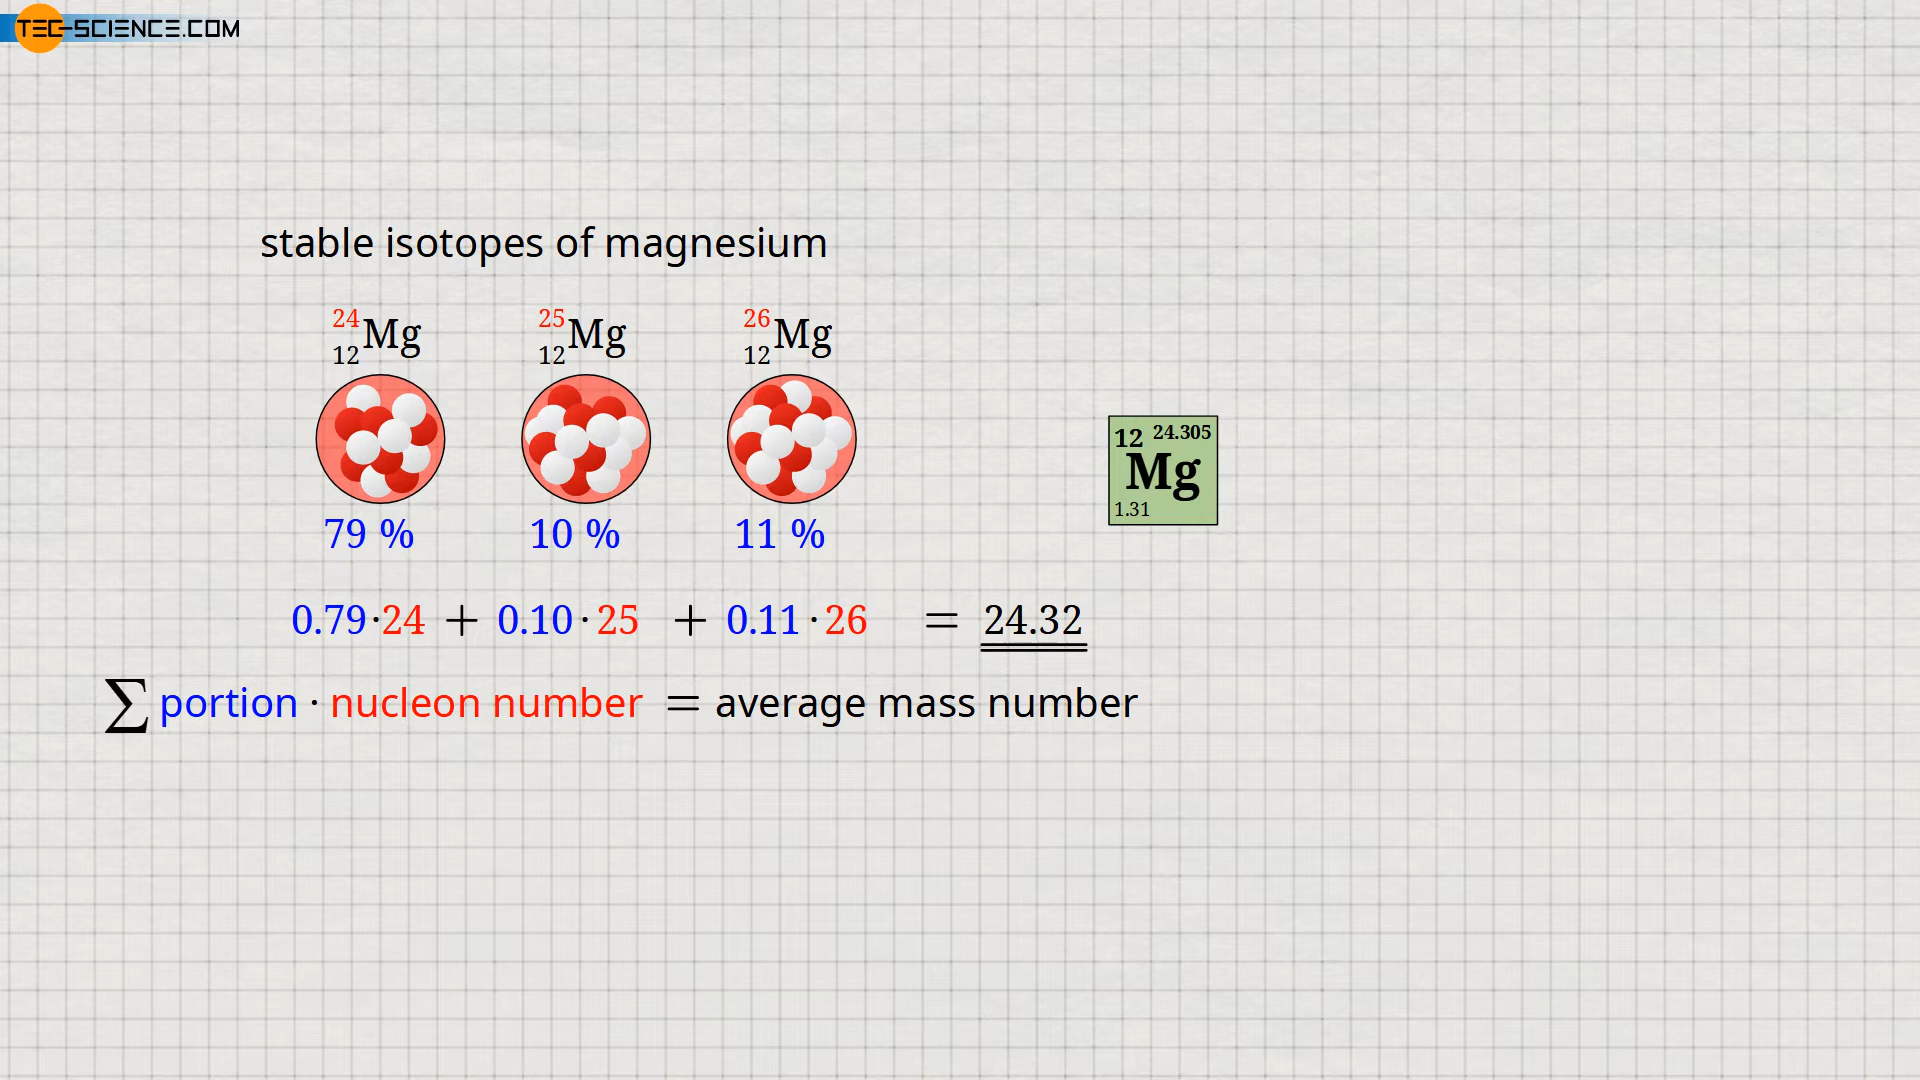 TEC-SCIENCE.COM
stable isotopes of magnesium
24 25 26
Mg Mg Mg
12 12 12
12 24.305
Mg
1.31
79 % 10 % 11 %
0.79·24 + 0.10·25 + 0.11·26 = 24.32
∑ portion · nucleon number = average mass number